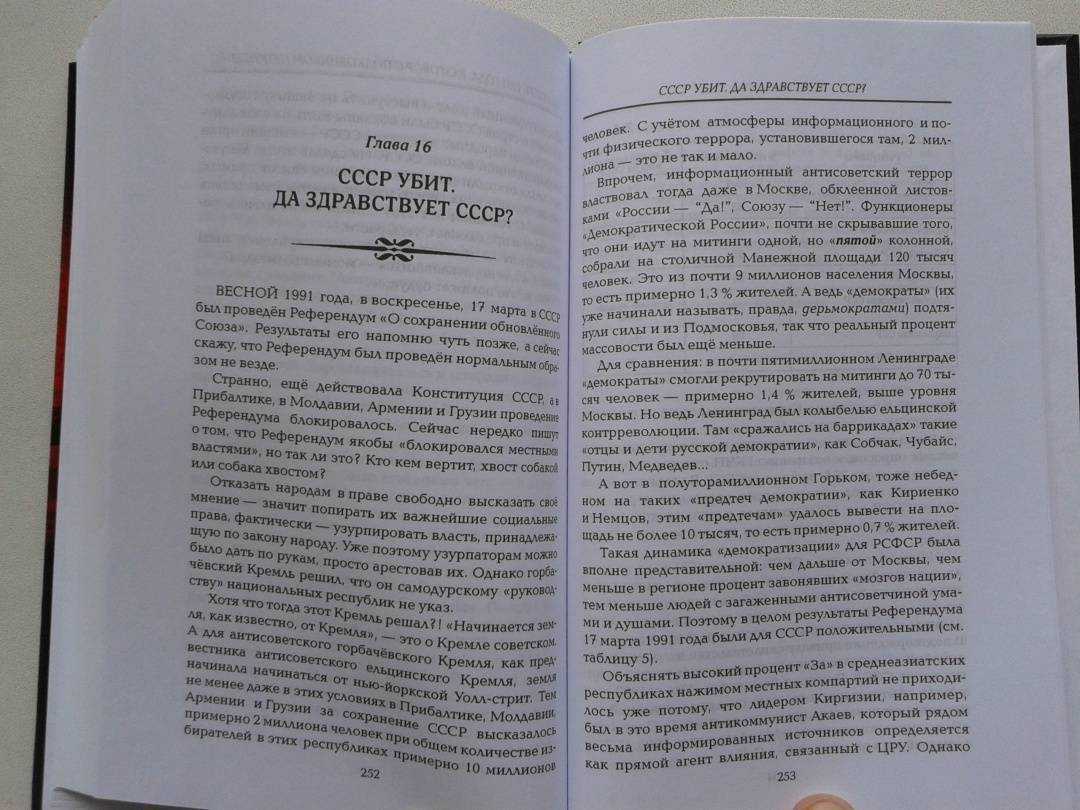 Глава 16
СССР УБИТ.
ДА ЗДРАВСТВУЕТ СССР?
ВЕСНОЙ 1991 года, в воскресенье, 17 марта в СССР
был проведён Референдум «О сохранении обновлённого
Союза». Результаты его напомню чуть позже, а сейчас
скажу, что Референдум был проведён нормальным обра-
зом не везде.
Странно, ещё действовала Конституция СССР, а в
Прибалтике, в Молдавии, Армении и Грузии проведение
Референдума блокировалось. Сейчас нередко пишут
о том, что Референдум якобы «блокировался местными
властями», но так ли это? Кто кем вертит, хвост собакой
или собака хвостом?
Отказать народам в праве свободно высказать своё
мнение — значит попирать их важнейшие социальные
права, фактически — узурпировать власть, принадлежа-
щую по закону народу. Уже поэтому узурпаторам можно
было дать по рукам, просто арестовав их. Однако горба-
чёвский Кремль решил, что он самодурскому «руковод-
ству» национальных республик не указ.
Хотя что тогда этот Кремль решал?! «Начинается зем-
ля, как известно, от Кремля», — это о Кремле советском.
А для антисоветского горбачёвского Кремля, как пред-
вестника антисоветского ельцинского Кремля, земля
начинала начинаться от нью-йоркской Уолл-стрит. Тем
не менее даже в этих условиях в Прибалтике, Молдавии,
Армении и Грузии за сохранение СССР высказалось
примерно 2 миллиона человек при общем количестве из-
бирателей в этих республиках примерно 10 миллионов
252
СССР УБИТ. ДА ЗДРАВСТВУЕТ СССР?
человек. С учётом атмосферы информационного и по-
чти физического террора, установившегося там, 2 мил-
лиона — это не так и мало.
Впрочем, информационный антисоветский террор
властвовал тогда даже в Москве, обклеенной листов-
ками «России — “Да!”, Союзу — “Нет!”. Функционеры
«Демократической России», почти не скрывавшие того,
что они идут на митинги одной, но «пятой» колонной,
собрали на столичной Манежной площади 120 тысяч
человек. Это из почти 9 миллионов населения Москвы,
то есть примерно 1,3 % жителей. А ведь «демократы» (их
уже начинали называть, правда, дерьмократами) подтя-
нули силы и из Подмосковья, так что реальный процент
массовости был ещё меньше.
Для сравнения: в почти пятимиллионном Ленинграде
«демократы» смогли рекрутировать на митинги до 70 ты-
сяч человек — примерно 1,4 % жителей, выше уровня
Москвы. Но ведь Ленинград был колыбелью ельцинской
контрреволюции. Там «сражались на баррикадах» такие
«отцы и дети русской демократии», как Собчак, Чубайс,
Путин, Медведев...
А вот в полуторамиллионном Горьком, тоже небед-
ном на таких «предтеч демократии», как Кириенко
и Немцов, этим «предтечам» удалось вывести на пло-
щадь не более 10 тысяч, то есть примерно 0,7 % жителей.
Такая динамика «демократизации» для РСФСР была
вполне представительной: чем дальше от Москвы, чем
меньше в регионе процент завонявших «мозгов нации»,
тем меньше людей с загаженными антисоветчиной ума-
ми и душами. Поэтому в целом результаты Референдума
17 марта 1991 года были для СССР положительными (см.
таблицу 5).
Объяснять высокий процент «За» в среднеазиатских
республиках нажимом местных компартий не приходи-
лось уже потому, что лидером Киргизии, например,
был в это время антикоммунист Акаев, который рядом
весьма информированных источников определяется
как прямой агент влияния, связанный с ЦРУ. Однако
253